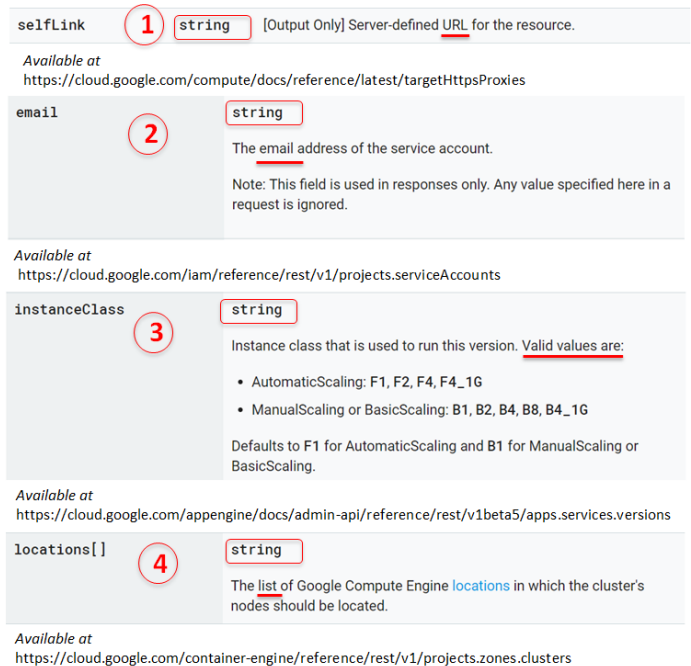 selfLink 1 string [Output Only] Server-defined URL for the resource.
Available at
https://cloud.google.com/compute/docs/reference/latest/targetHttpsProxies
email 2 string
The email address of the service account.
Note: This field is used in responses only. Any value specified here in a
request is ignored.
Available at
https://cloud.google.com/iam/reference/rest/v1/projects.serviceAccounts
instanceClass 3 string
Instance class that is used to run this version. Valid values are:
• AutomaticScaling: F1, F2, F4, F4_1G
• ManualScaling or BasicScaling: B1, B2, B4, B8, B4_1G
Defaults to F1 for AutomaticScaling and B1 for ManualScaling or
BasicScaling.
Available at
https://cloud.google.com/appengine/docs/admin-api/reference/rest/v1beta5/apps.services.versions
locations[] 4 string
The list of Google Compute Engine locations in which the cluster's
nodes should be located.
Available at
https://cloud.google.com/container-engine/reference/rest/v1/projects.zones.clusters